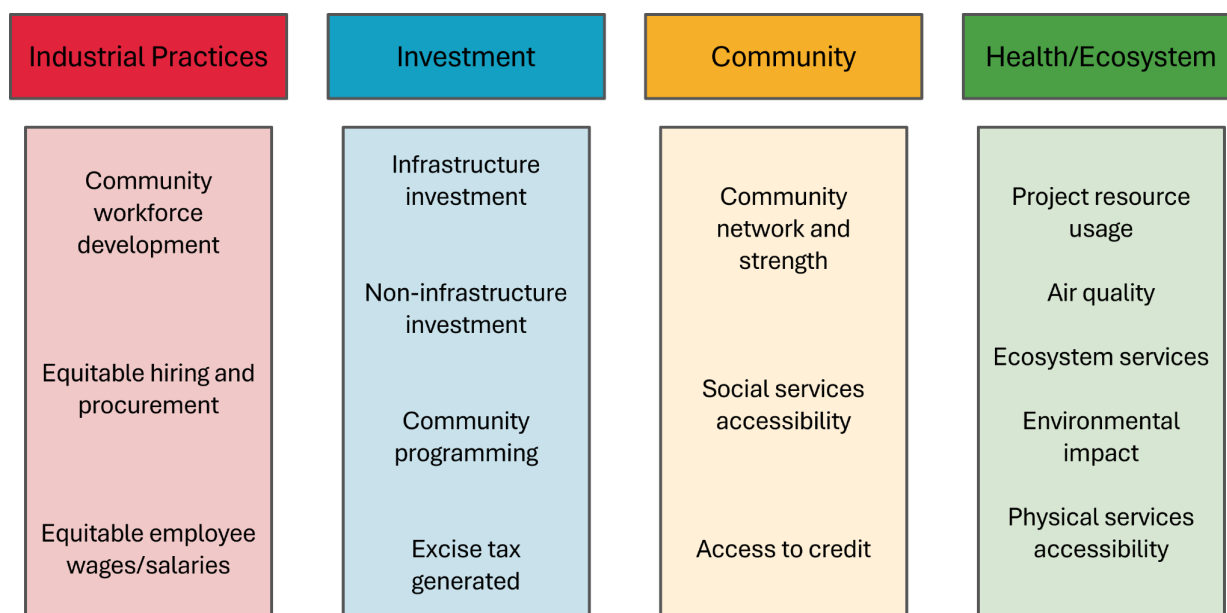 Industrial Practices
Investment
Community
Health/Ecosystem
Community
workforce
development
Equitable hiring and
procurement
Equitable employee
wages/salaries
Infrastructure
investment
Non-infrastructure
investment
Community
programming
Excise tax
generated
Community
network and
strength
Social services
accessibility
Access to credit
Project resource
usage
Air quality
Ecosystem services
Environmental
impact
Physical services
accessibility